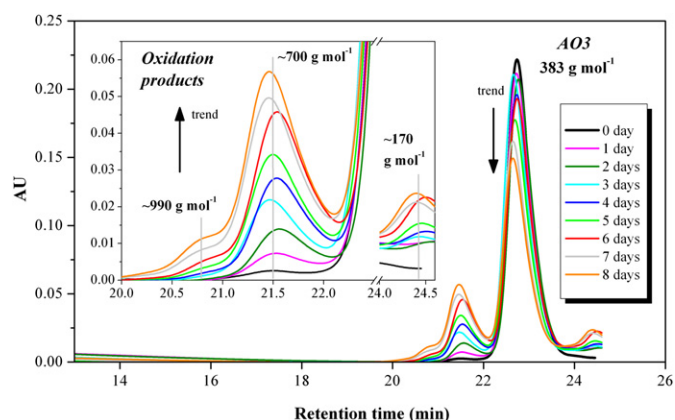 Oxidation
products
trend
~990 g mol-1
~700 g mol-1
~170
g mol-1
AO3
383 g mol-1
trend
0 day
1 day
2 days
3 days
4 days
5 days
6 days
7 days
8 days
0.06
0.05
0.04
0.03
0.02
0.01
0.00
20.0 20.5 21.0 21.5 22.0 24.0 24.5
0.25
0.20
0.15
0.10
0.05
0.00
AU
14 16 18 20 22 24 26
Retention time (min)